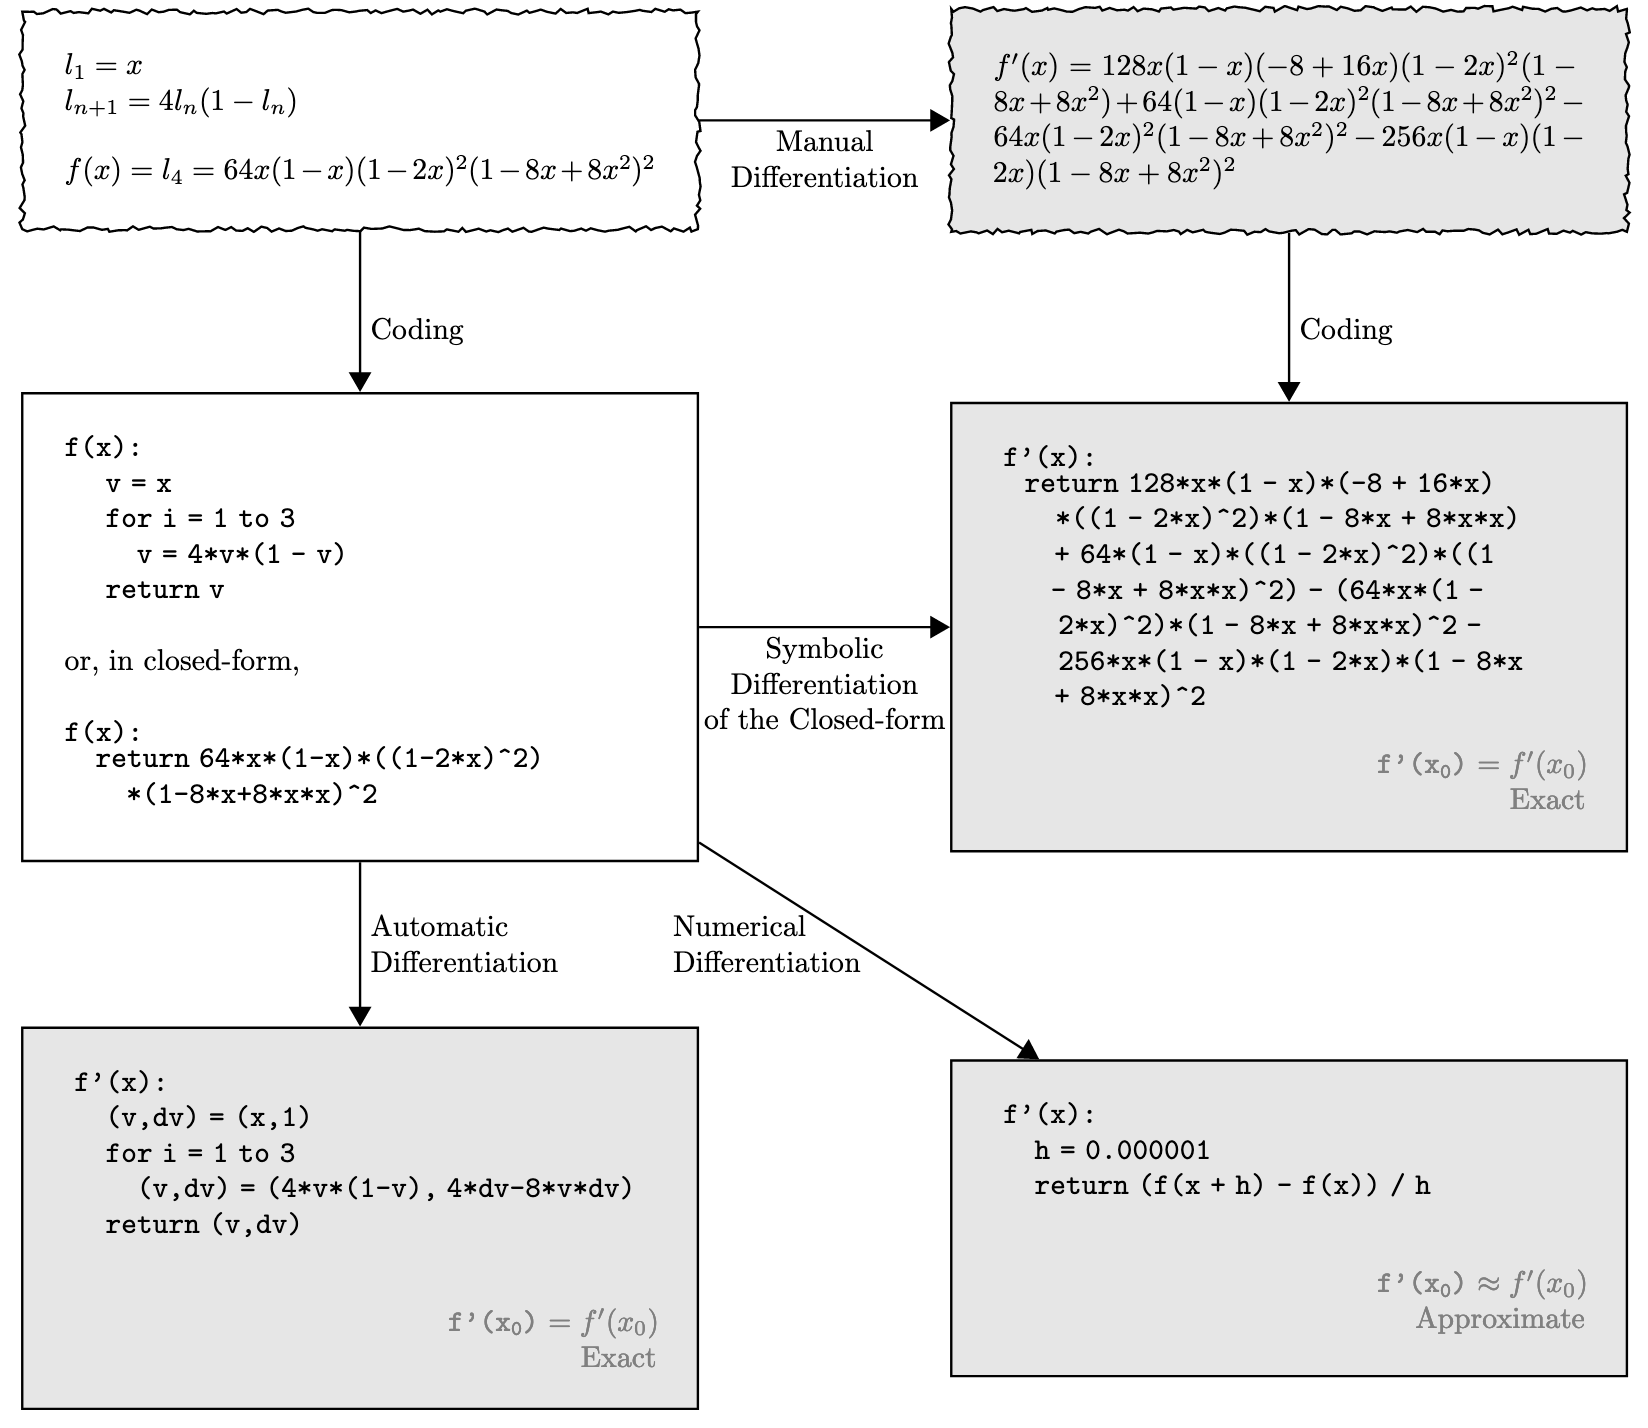 l₁ = x
lₙ₊₁ = 4lₙ(1 − lₙ)
f(x) = l₄ = 64x(1−x)(1−2x)²(1−8x+8x²)²
Manual
Differentiation
f′(x) = 128x(1 − x)(−8 + 16x)(1 − 2x)²(1 −
8x+8x²)+64(1−x)(1−2x)²(1−8x+8x²)²−
64x(1 − 2x)²(1 − 8x + 8x²)² − 256x(1 − x)(1 −
2x)(1 − 8x + 8x²)²
Coding
Coding
f(x):
v = x
for i = 1 to 3
v = 4*v*(1 - v)
return v
or, in closed-form,
f(x):
return 64*x*(1-x)*((1-2*x)^2)
*(1-8*x+8*x*x)^2
Symbolic
Differentiation
of the Closed-form
f’(x):
return 128*x*(1 - x)*(-8 + 16*x)
*((1 - 2*x)^2)*(1 - 8*x + 8*x*x)
+ 64*(1 - x)*((1 - 2*x)^2)*((1
- 8*x + 8*x*x)^2) - (64*x*(1 -
2*x)^2)*(1 - 8*x + 8*x*x)^2 -
256*x*(1 - x)*(1 - 2*x)*(1 - 8*x
+ 8*x*x)^2
f’(x₀) = f′(x₀)
Exact
Automatic
Differentiation
Numerical
Differentiation
f’(x):
(v,dv) = (x,1)
for i = 1 to 3
(v,dv) = (4*v*(1-v), 4*dv-8*v*dv)
return (v,dv)
f’(x₀) = f′(x₀)
Exact
f’(x):
h = 0.000001
return (f(x + h) - f(x)) / h
f’(x₀) ≈ f′(x₀)
Approximate